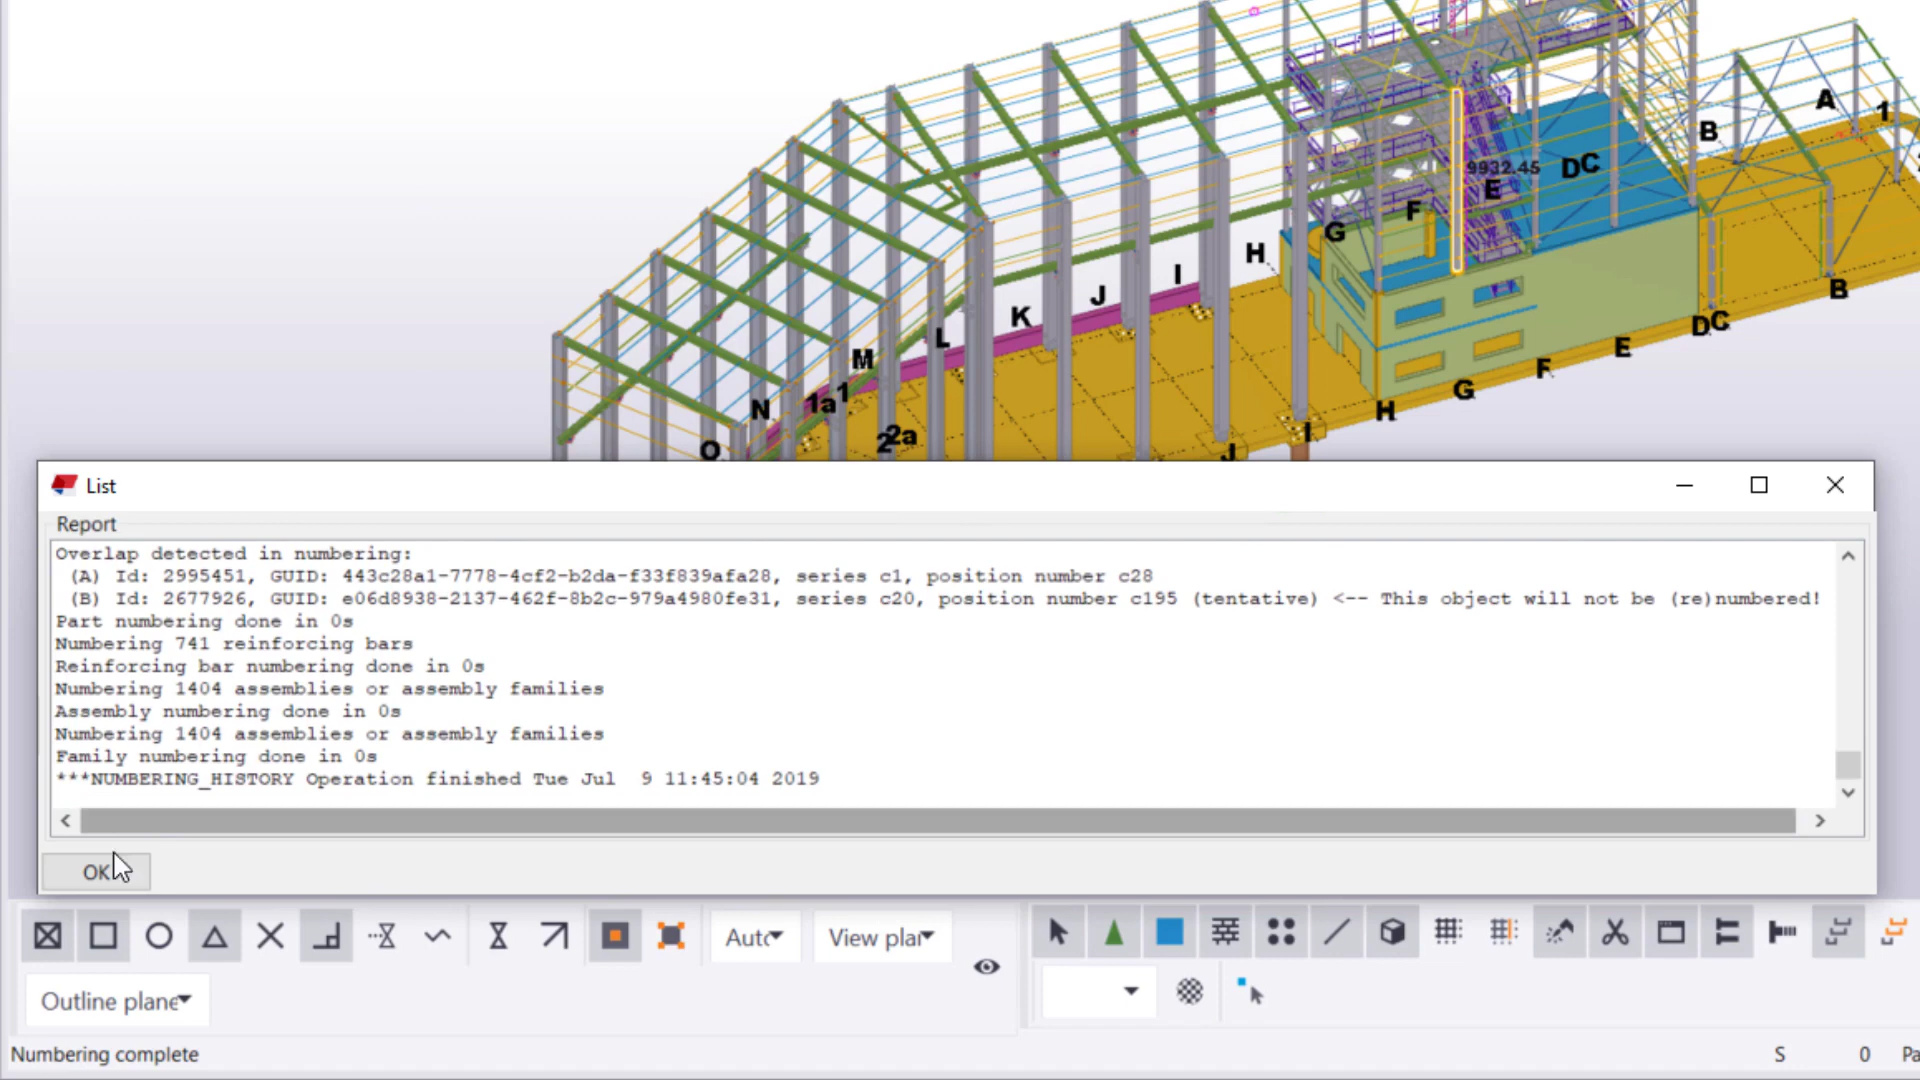 A
1
B
9932.45
D C
E
F
G
H
I
J
K
L
M
1a 1
N
2 2a
O
B
D C
E
F
G
H
I
J
List
Report
Overlap detected in numbering:
(A) Id: 2995451, GUID: 443c28a1-7778-4cf2-b2da-f33f839afa28, series c1, position number c28
(B) Id: 2677926, GUID: e06d8938-2137-462f-8b2c-979a4980fe31, series c20, position number c195 (tentative) <-- This object will not be (re)numbered!
Part numbering done in 0s
Numbering 741 reinforcing bars
Reinforcing bar numbering done in 0s
Numbering 1404 assemblies or assembly families
Assembly numbering done in 0s
Numbering 1404 assemblies or assembly families
Family numbering done in 0s
***NUMBERING_HISTORY Operation finished Tue Jul  9 11:45:04 2019
OK
Auto
View plan
Outline plane
Numbering complete
S 0 Pa